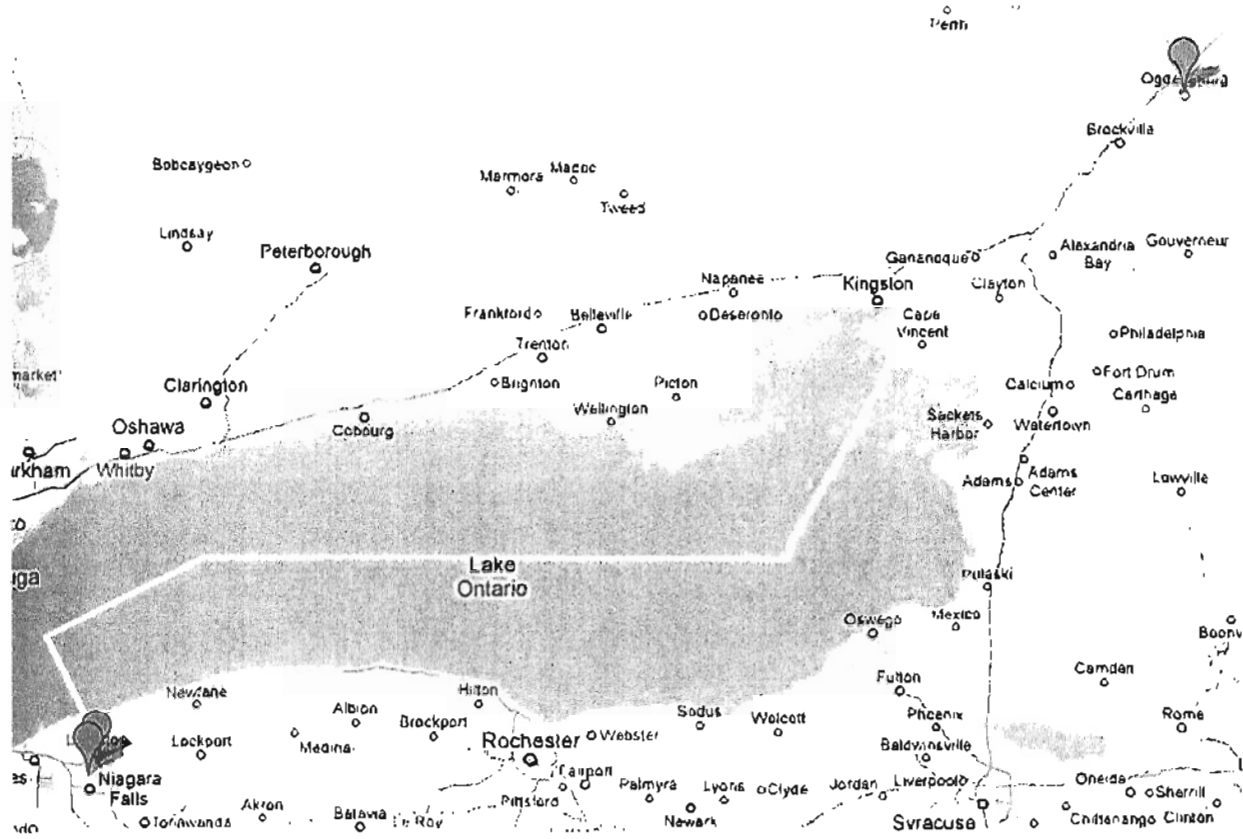 Perth
Brockville
Bobcaygeon
Marmora
Madoc
Tweed
Lindsay
Peterborough
Gananoque
Alexandria
Bay
Gouverneur
Napanee
Kingston
Clayton
Frankford
Belleville
Deseronto
Cape
Vincent
Trenton
Philadelphia
Clarington
Brighton
Picton
Calcium
Fort Drum
Carthage
Wellington
Oshawa
Cobourg
Sackets
Harbor
Watertown
Whitby
Adams
Adams
Center
Lowville
Lake
Ontario
Pulaski
Oswego
Mexico
Camden
Fulton
Newfane
Hilton
Albion
Brockport
Sodus
Wolcott
Phoenix
Rome
Lockport
Medina
Rochester
Webster
Baldwinsville
Niagara
Falls
Palmyra
Lyons
Clyde
Jordan
Liverpool
Oneida
Sherrill
Akron
Pittsford
Newark
Tonawanda
Batavia
Le Roy
Syracuse
Chittenango
Clinton